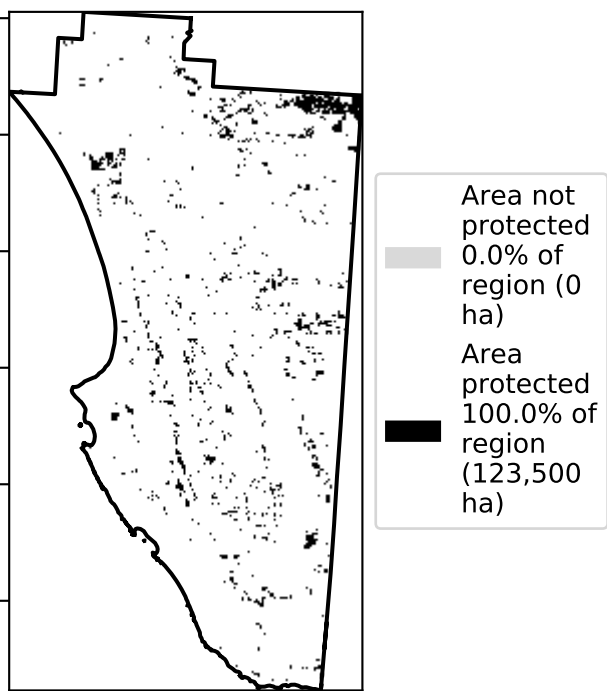 Area not
protected
0.0% of
region (0
ha)
Area
protected
100.0% of
region
(123,500
ha)